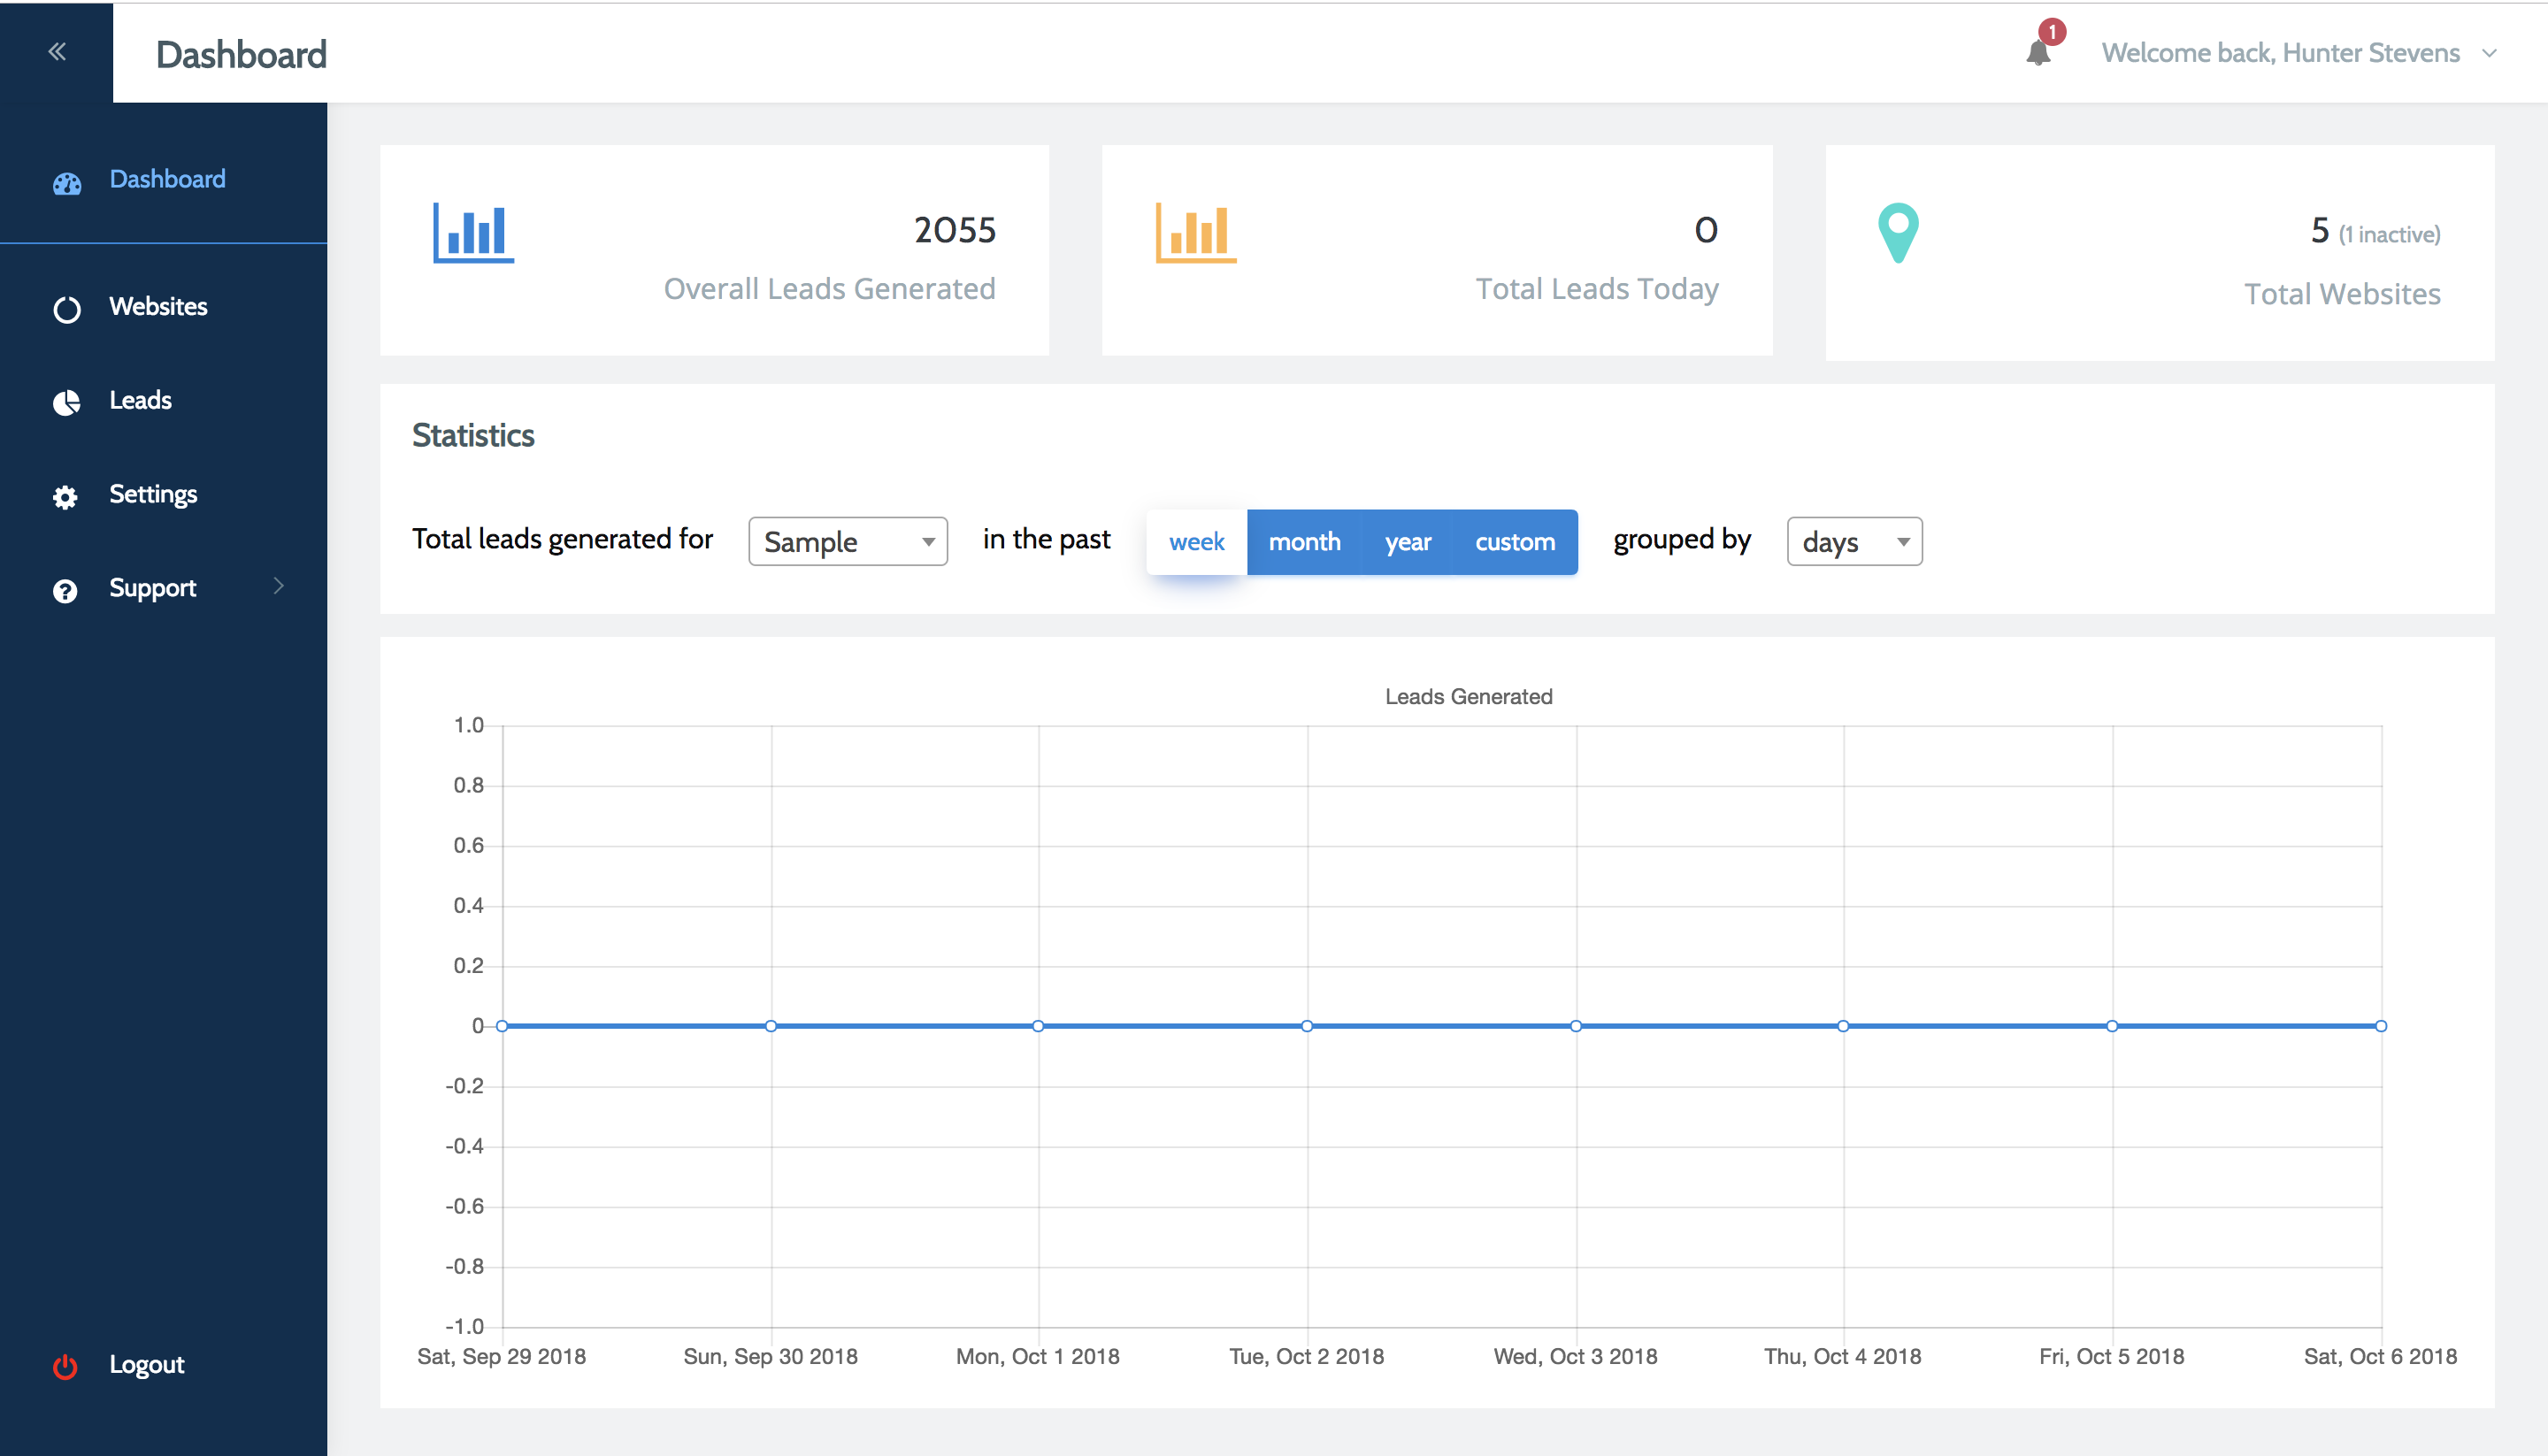 Dashboard
1
Welcome back, Hunter Stevens
Dashboard
Websites
Leads
Settings
Support
Logout
2055
Overall Leads Generated
0
Total Leads Today
5 (1 inactive)
Total Websites
Statistics
Total leads generated for Sample in the past week month year custom grouped by days
Leads Generated
1.0
0.8
0.6
0.4
0.2
0
-0.2
-0.4
-0.6
-0.8
-1.0
Sat, Sep 29 2018 Sun, Sep 30 2018 Mon, Oct 1 2018 Tue, Oct 2 2018 Wed, Oct 3 2018 Thu, Oct 4 2018 Fri, Oct 5 2018 Sat, Oct 6 2018